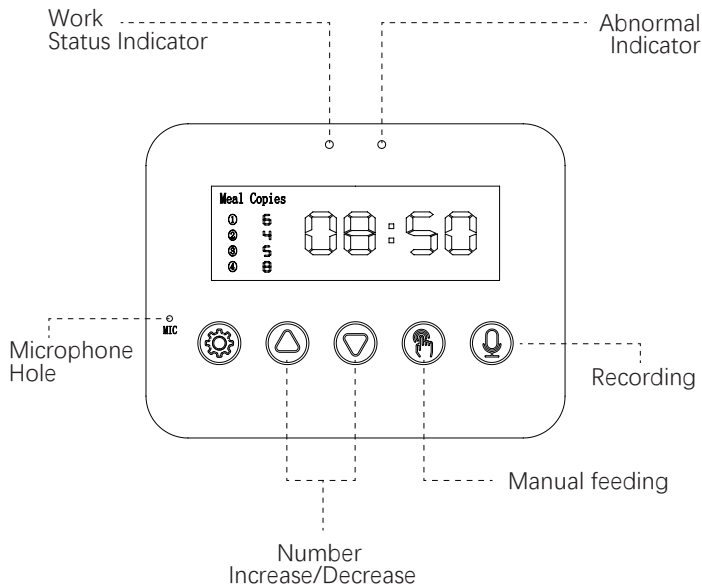 Work
Status Indicator
Abnormal
Indicator
Meal Copies
① 6
② 4
③ 5
④ 8
08:50
MIC
Microphone
Hole
Recording
Manual feeding
Number
Increase/Decrease